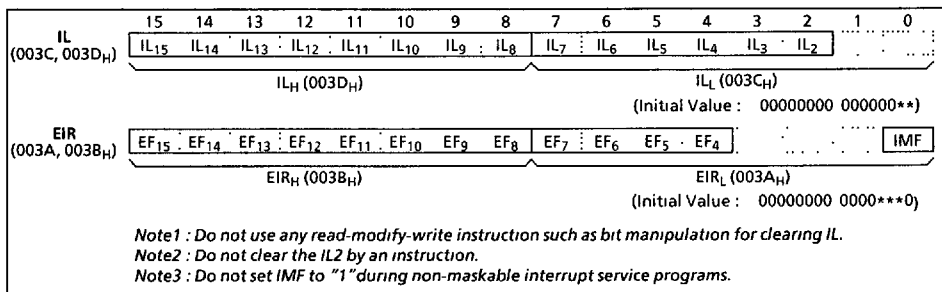 15 14 13 12 11 10 9 8 7 6 5 4 3 2 1 0
IL
(003C, 003DH)
IL15 IL14 IL13 IL12 IL11 IL10 IL9 IL8 IL7 IL6 IL5 IL4 IL3 IL2
ILH (003DH) ILL (003CH)
(Initial Value : 00000000 000000**)
EIR
(003A, 003BH)
EF15 EF14 EF13 EF12 EF11 EF10 EF9 EF8 EF7 EF6 EF5 EF4 IMF
EIRH (003BH) EIRL (003AH)
(Initial Value : 00000000 0000***0)
Note1 : Do not use any read-modify-write instruction such as bit manipulation for clearing IL.
Note2 : Do not clear the IL2 by an instruction.
Note3 : Do not set IMF to "1"during non-maskable interrupt service programs.